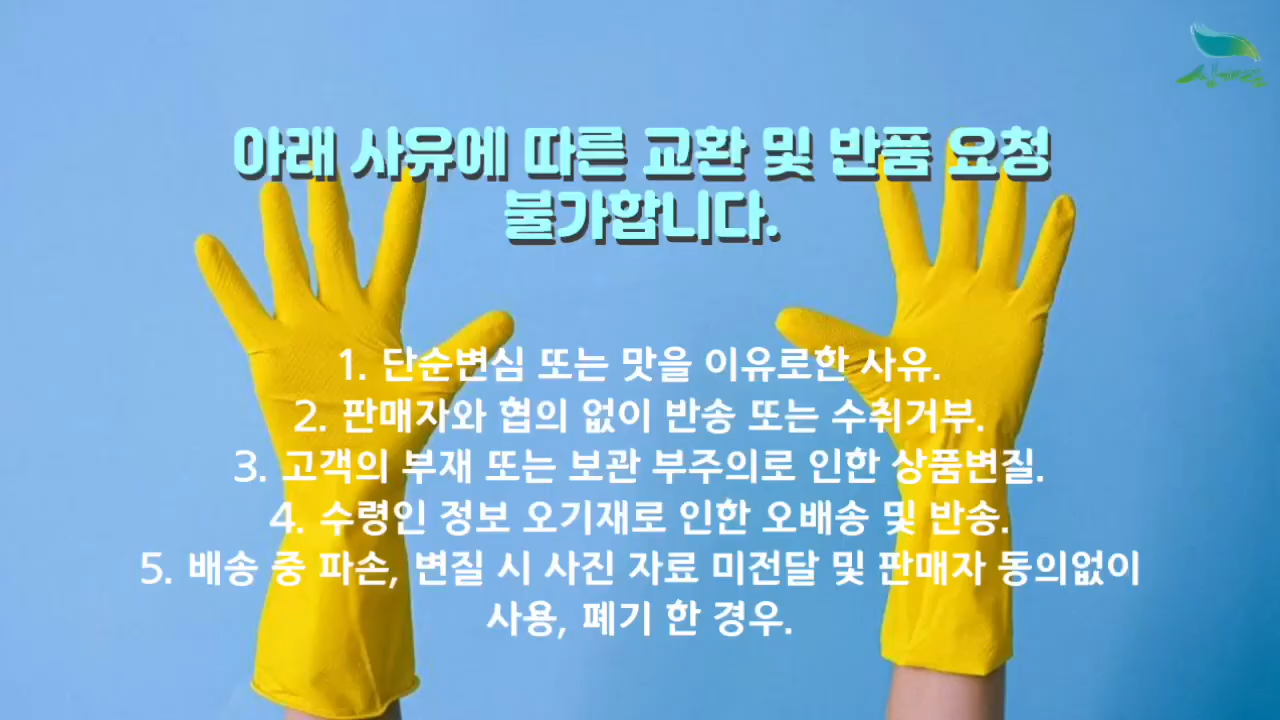 아래 사유에 따른 교환 및 반품 요청
불가합니다.
1. 단순변심 또는 맛을 이유로한 사유.
2. 판매자와 협의 없이 반송 또는 수취거부.
3. 고객의 부재 또는 보관 부주의로 인한 상품변질.
4. 수령인 정보 오기재로 인한 오배송 및 반송.
5. 배송 중 파손, 변질 시 사진 자료 미전달 및 판매자 동의없이
사용, 폐기 한 경우.